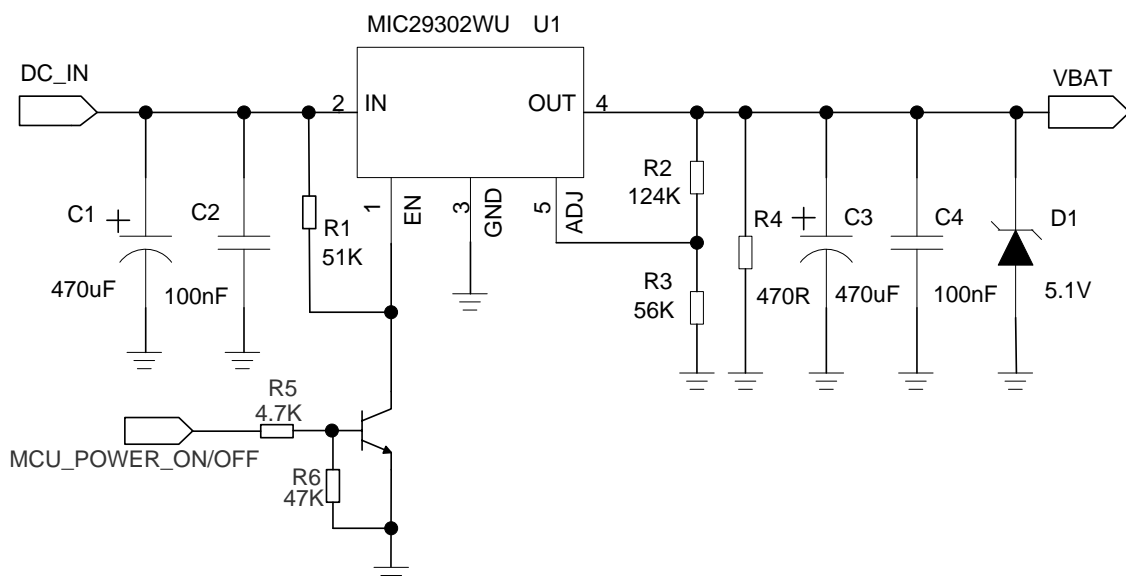 MIC29302WU U1
DC_IN
VBAT
2
IN
OUT
4
1
EN
3
GND
5
ADJ
C1
+
470uF
C2
100nF
R1
51K
R2
124K
R3
56K
R4
470R
+
C3
470uF
C4
100nF
D1
5.1V
R5
4.7K
MCU_POWER_ON/OFF
R6
47K